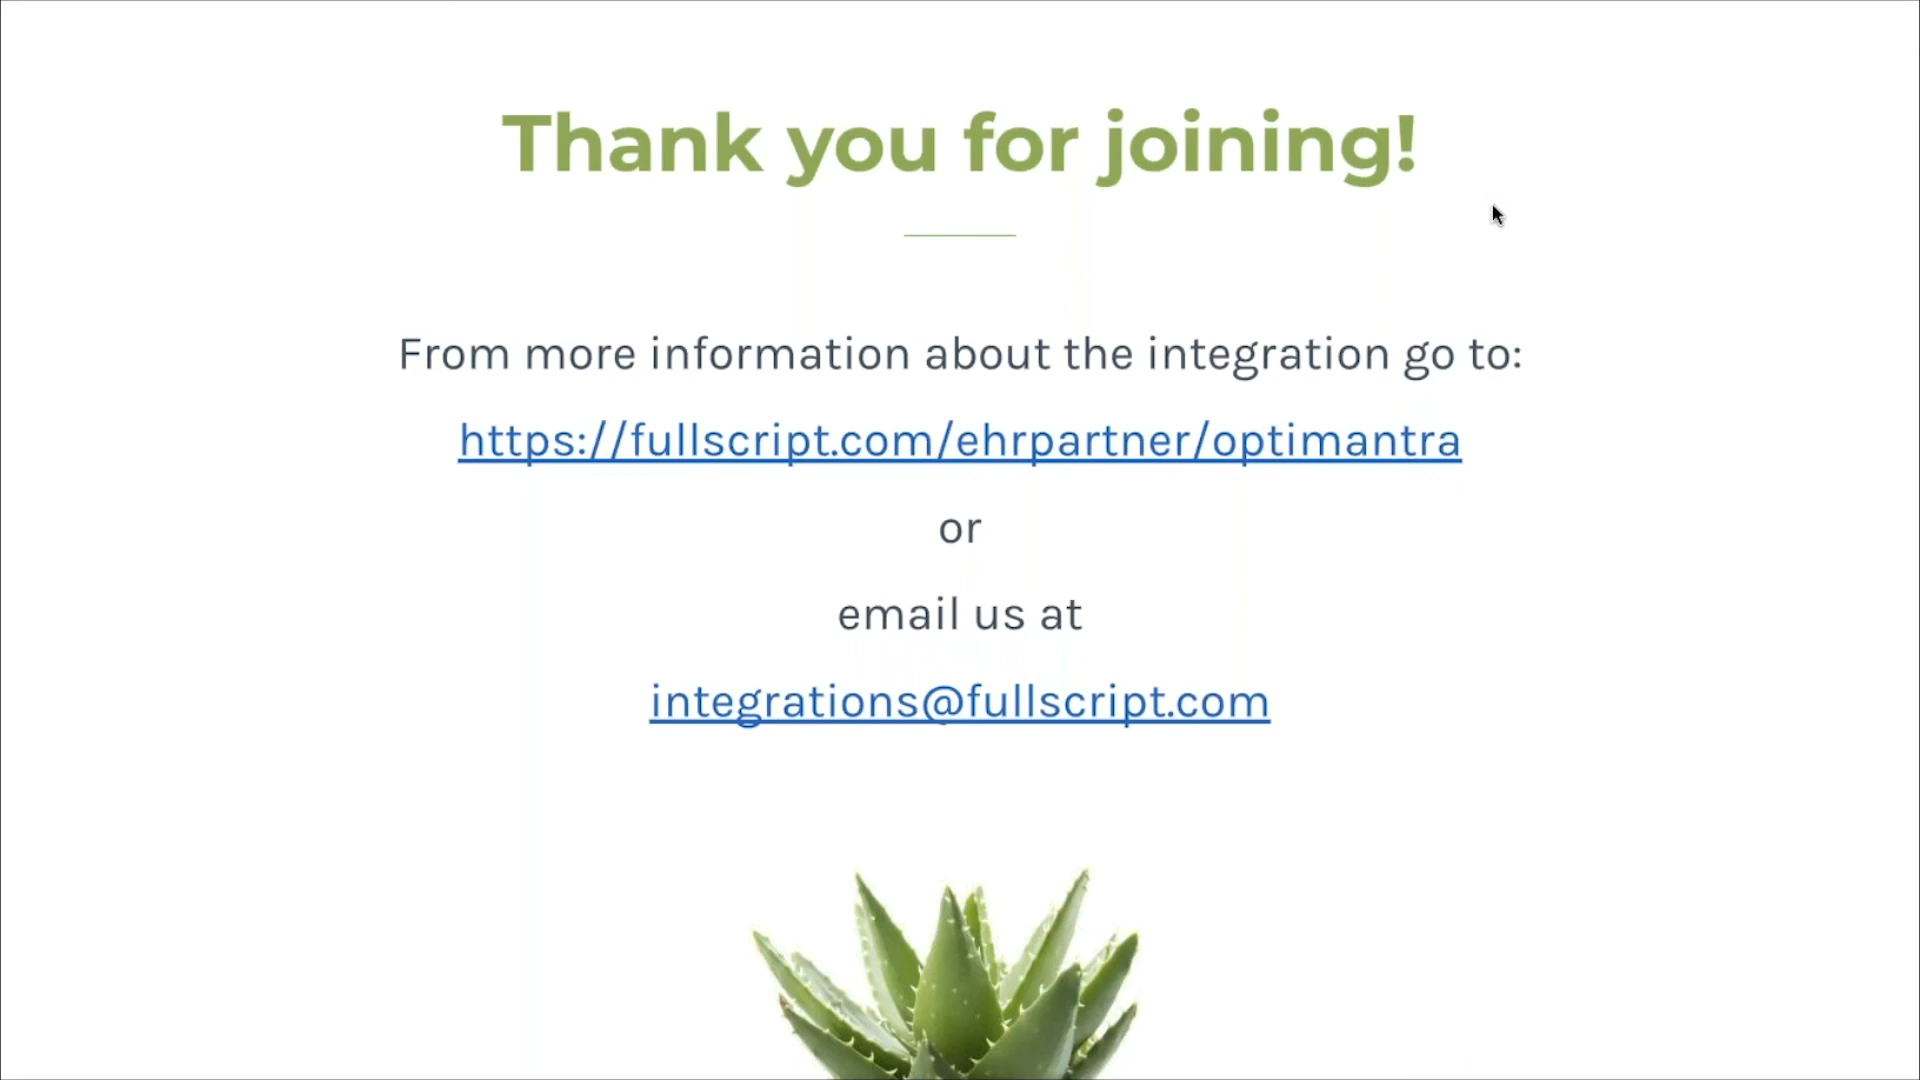 Thank you for joining!
From more information about the integration go to:
https://fullscript.com/ehrpartner/optimantra
or
email us at
integrations@fullscript.com